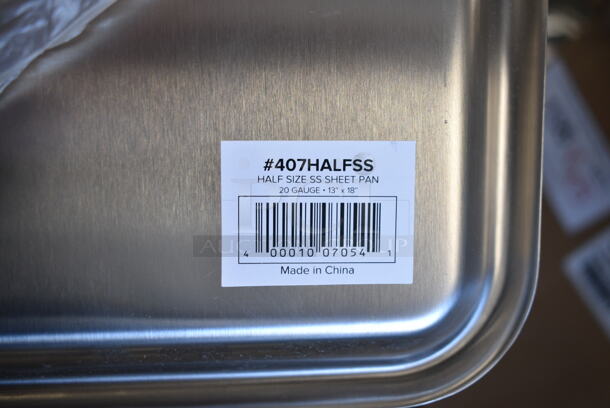 #407HALFSS
HALF SIZE SS SHEET PAN
20 GAUGE • 13" x 18"
4 00010 07054 1
Made in China